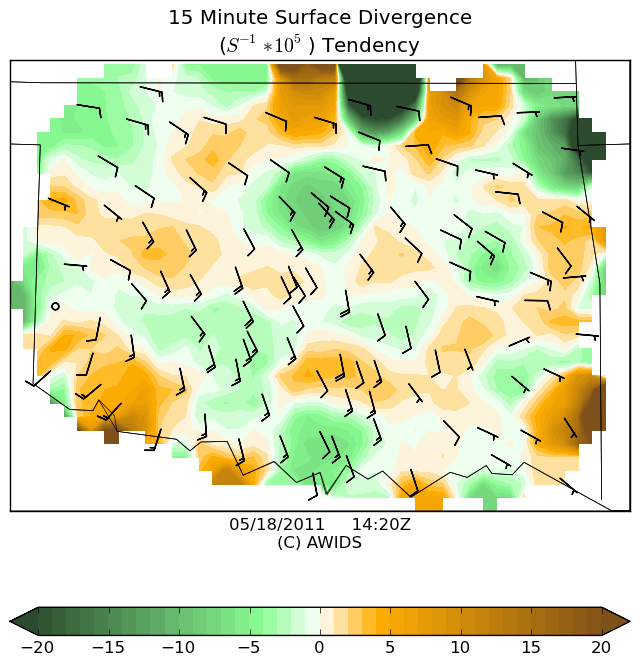 15 Minute Surface Divergence
(S⁻¹ *10⁵ ) Tendency
05/18/2011 14:20Z
(C) AWIDS
−20 −15 −10 −5 0 5 10 15 20